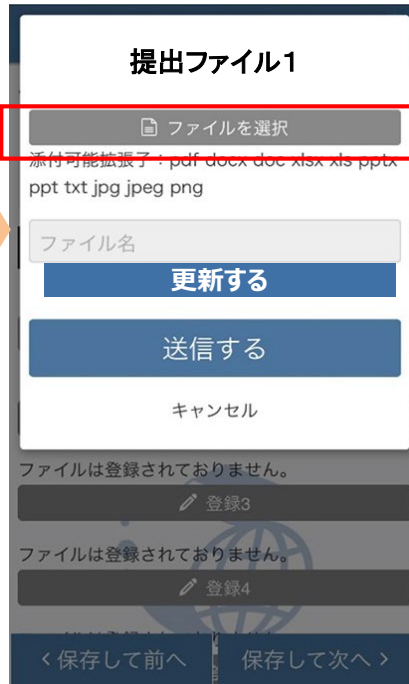 提出ファイル1
ファイルを選択
添付可能拡張子：pdf docx doc xlsx xls pptx
ppt txt jpg jpeg png
ファイル名
更新する
送信する
キャンセル
ファイルは登録されておりません。
登録3
ファイルは登録されておりません。
登録4
<保存して前へ
保存して次へ>